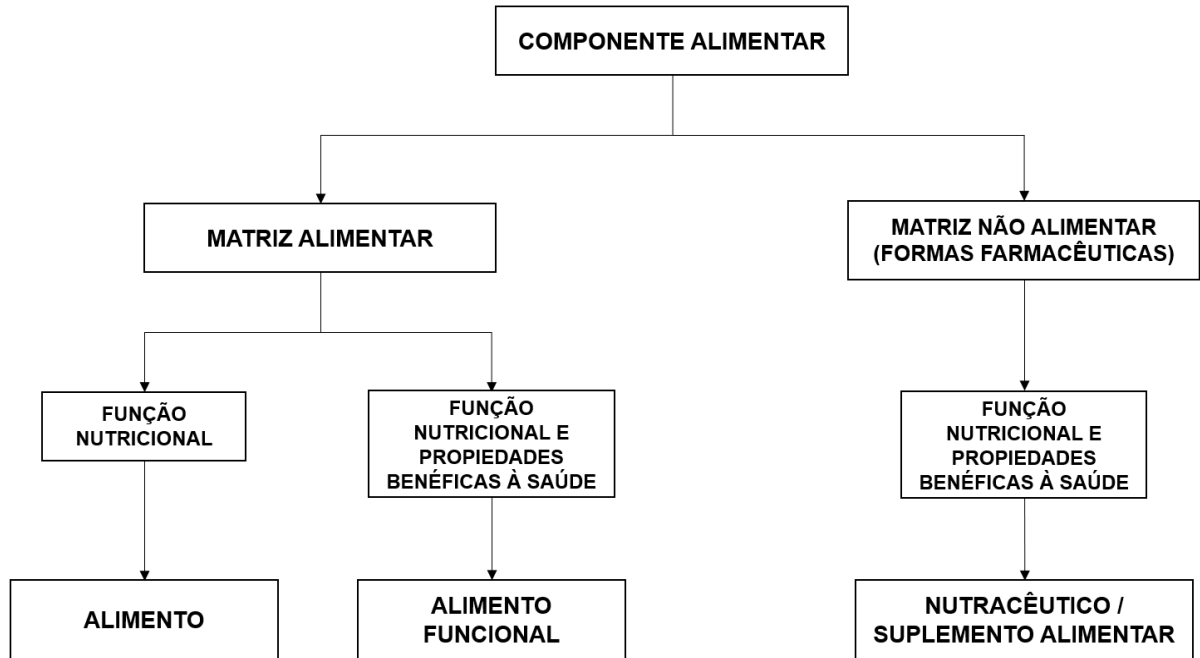 COMPONENTE ALIMENTAR
MATRIZ ALIMENTAR
MATRIZ NÃO ALIMENTAR
(FORMAS FARMACÊUTICAS)
FUNÇÃO
NUTRICIONAL
FUNÇÃO
NUTRICIONAL E
PROPIEDADES
BENÉFICAS À SAÚDE
FUNÇÃO
NUTRICIONAL E
PROPIEDADES
BENÉFICAS À SAÚDE
ALIMENTO
ALIMENTO
FUNCIONAL
NUTRACÊUTICO /
SUPLEMENTO ALIMENTAR